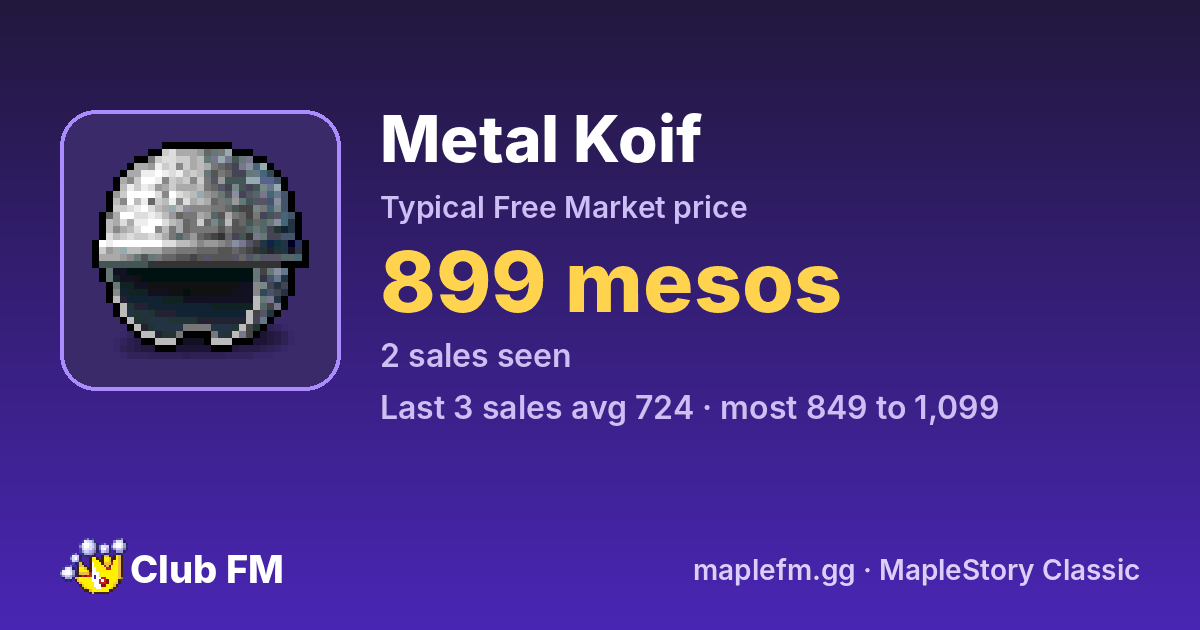 Metal Koif
Typical Free Market price
899 mesos
2 sales seen
Last 3 sales avg 724 · most 849 to 1,099
Club FM
maplefm.gg · MapleStory Classic